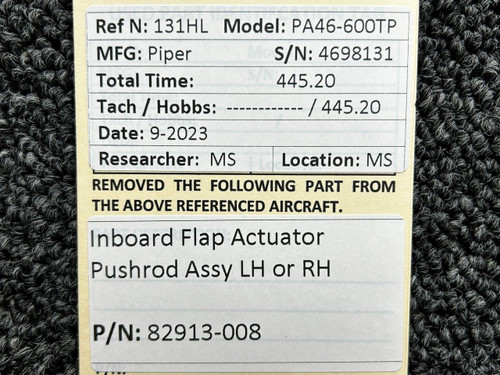 Ref N: 131HL Model: PA46-600TP
MFG: Piper S/N: 4698131
Total Time: 445.20
Tach / Hobbs: ------------ / 445.20
Date: 9-2023
Researcher: MS Location: MS
REMOVED THE FOLLOWING PART FROM
THE ABOVE REFERENCED AIRCRAFT.
Inboard Flap Actuator
Pushrod Assy LH or RH
P/N: 82913-008